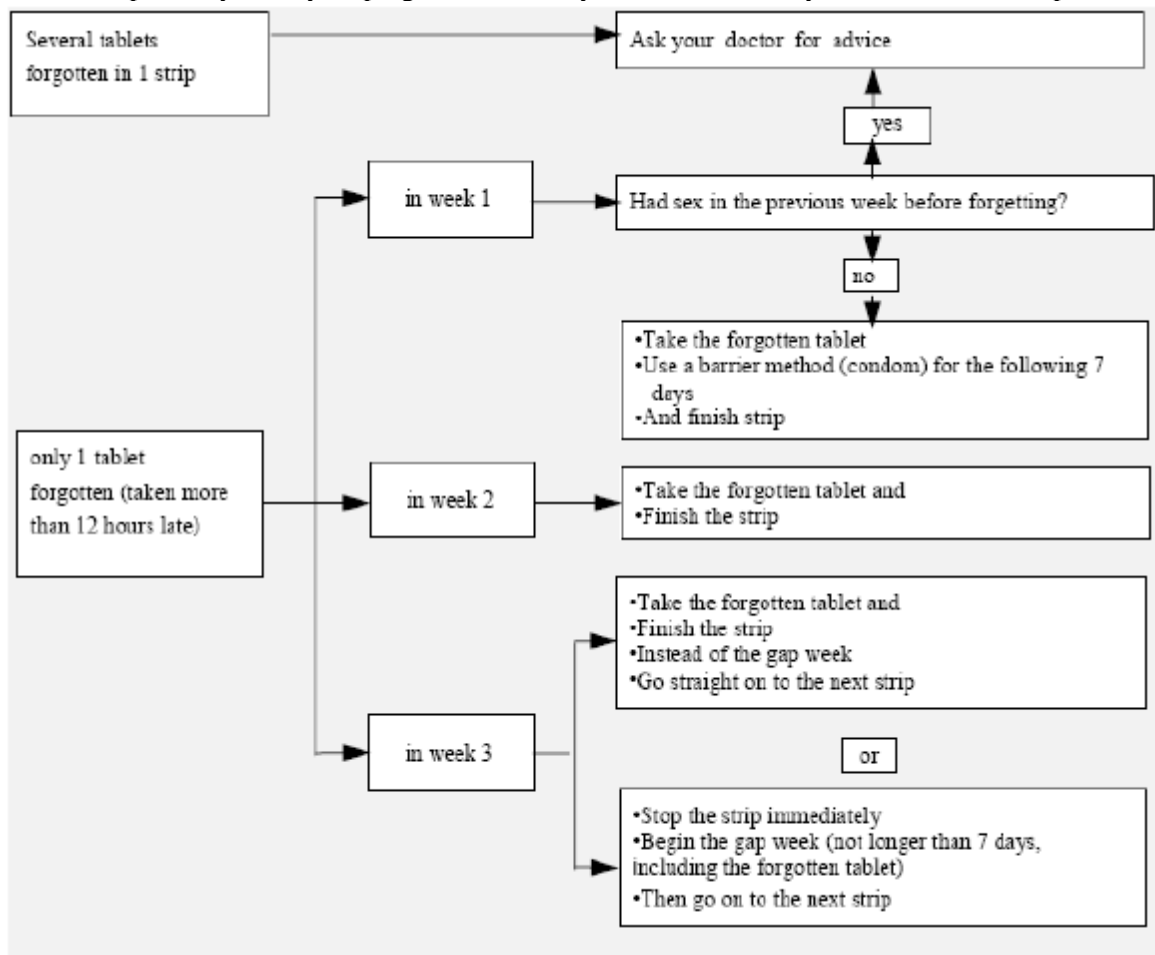 Several tablets
forgotten in 1 strip
Ask your doctor for advice
yes
in week 1
Had sex in the previous week before forgetting?
no
•Take the forgotten tablet
•Use a barrier method (condom) for the following 7
days
•And finish strip
only 1 tablet
forgotten (taken more
than 12 hours late)
in week 2
•Take the forgotten tablet and
•Finish the strip
•Take the forgotten tablet and
•Finish the strip
•Instead of the gap week
•Go straight on to the next strip
in week 3
or
•Stop the strip immediately
•Begin the gap week (not longer than 7 days,
including the forgotten tablet)
•Then go on to the next strip